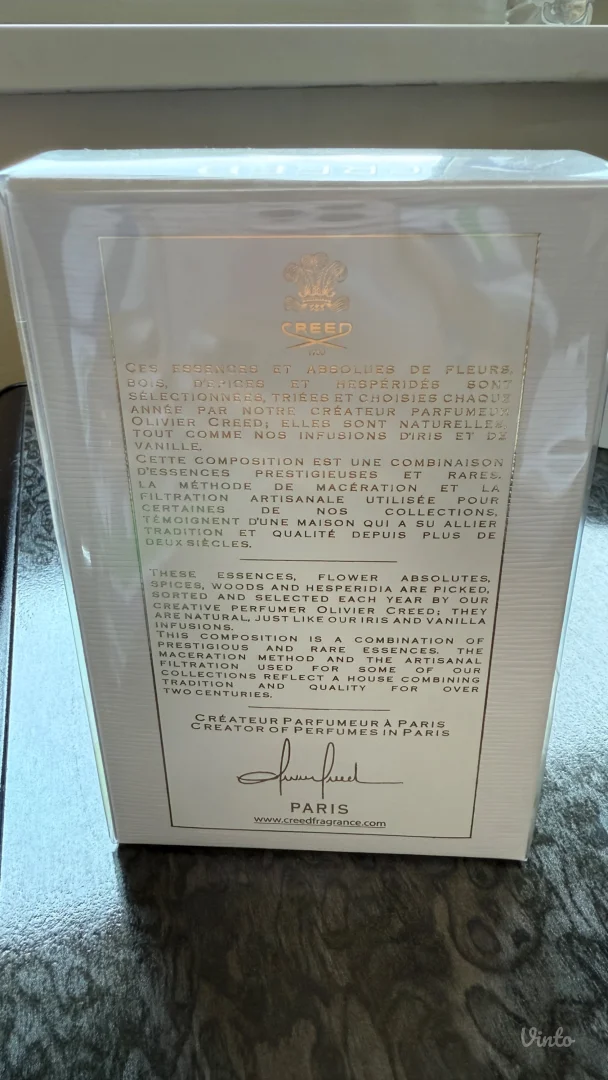 CREED
CES ESSENCES ET ABSOLUES DE FLEURS,
BOIS, D'ÉPICES ET HESPÉRIDÉS SONT
SÉLECTIONNÉES, TRIÉES ET CHOISIES CHAQUE
ANNÉE PAR NOTRE CRÉATEUR PARFUMEUR
OLIVIER CREED; ELLES SONT NATURELLES,
TOUT COMME NOS INFUSIONS D'IRIS ET DE
VANILLE.
CETTE COMPOSITION EST UNE COMBINAISON
D'ESSENCES PRESTIGIEUSES ET RARES.
LA MÉTHODE DE MACÉRATION ET LA
FILTRATION ARTISANALE UTILISÉE POUR
CERTAINES DE NOS COLLECTIONS,
TÉMOIGNENT D'UNE MAISON QUI A SU ALLIER
TRADITION ET QUALITÉ DEPUIS PLUS DE
DEUX SIÈCLES.
THESE ESSENCES, FLOWER ABSOLUTES,
SPICES, WOODS AND HESPERIDIA ARE PICKED,
SORTED AND SELECTED EACH YEAR BY OUR
CREATIVE PERFUMER OLIVIER CREED; THEY
ARE NATURAL, JUST LIKE OUR IRIS AND VANILLA
INFUSIONS.
THIS COMPOSITION IS A COMBINATION OF
PRESTIGIOUS AND RARE ESSENCES. THE
MACERATION METHOD AND THE ARTISANAL
FILTRATION USED FOR SOME OF OUR
COLLECTIONS REFLECT A HOUSE COMBINING
TRADITION AND QUALITY FOR OVER
TWO CENTURIES.
CRÉATEUR PARFUMEUR À PARIS
CREATOR OF PERFUMES IN PARIS
PARIS
www.creedfragrance.com
Vinto